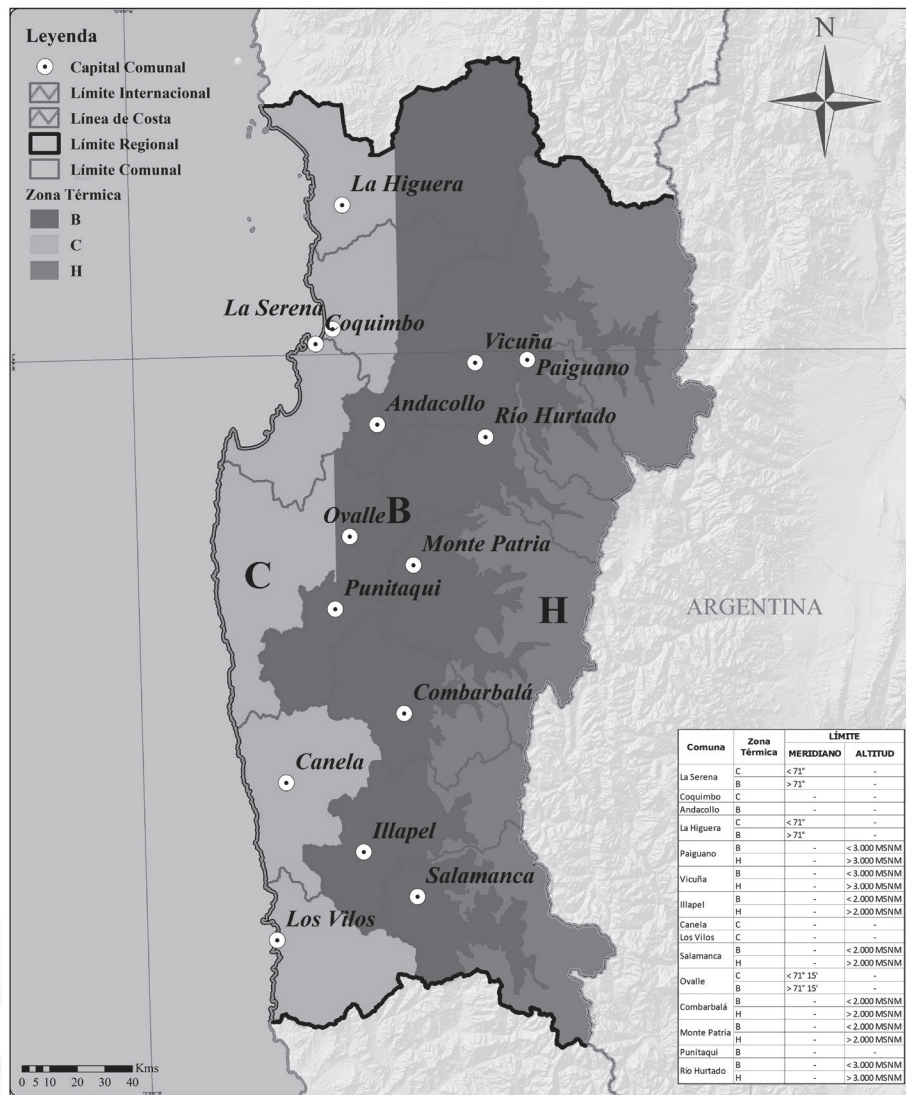 Leyenda
Capital Comunal
Límite Internacional
Línea de Costa
Límite Regional
Límite Comunal
Zona Térmica
B
C
H
N
La Higuera
La Serena
Coquimbo
Vicuña
Paiguano
Andacollo
Río Hurtado
Ovalle
B
Monte Patria
C
Punitaqui
H
ARGENTINA
Combarbalá
Canela
Illapel
Salamanca
Los Vilos
0 5 10 20 30 40 Kms
Comuna Zona Térmica LÍMITE
MERIDIANO ALTITUD
La Serena C < 71° -
B > 71° -
Coquimbo C - -
Andacollo B - -
La Higuera C < 71° -
B > 71° -
Paiguano B - < 3.000 MSNM
H - > 3.000 MSNM
Vicuña B - < 3.000 MSNM
H - > 3.000 MSNM
Illapel B - < 2.000 MSNM
H - > 2.000 MSNM
Canela C - -
Los Vilos C - -
Salamanca B - < 2.000 MSNM
H - > 2.000 MSNM
Ovalle C < 71° 15' -
B > 71° 15' -
Combarbalá B - < 2.000 MSNM
H - > 2.000 MSNM
Monte Patria B - < 2.000 MSNM
H - > 2.000 MSNM
Punitaqui B - -
Río Hurtado B - < 3.000 MSNM
H - > 3.000 MSNM